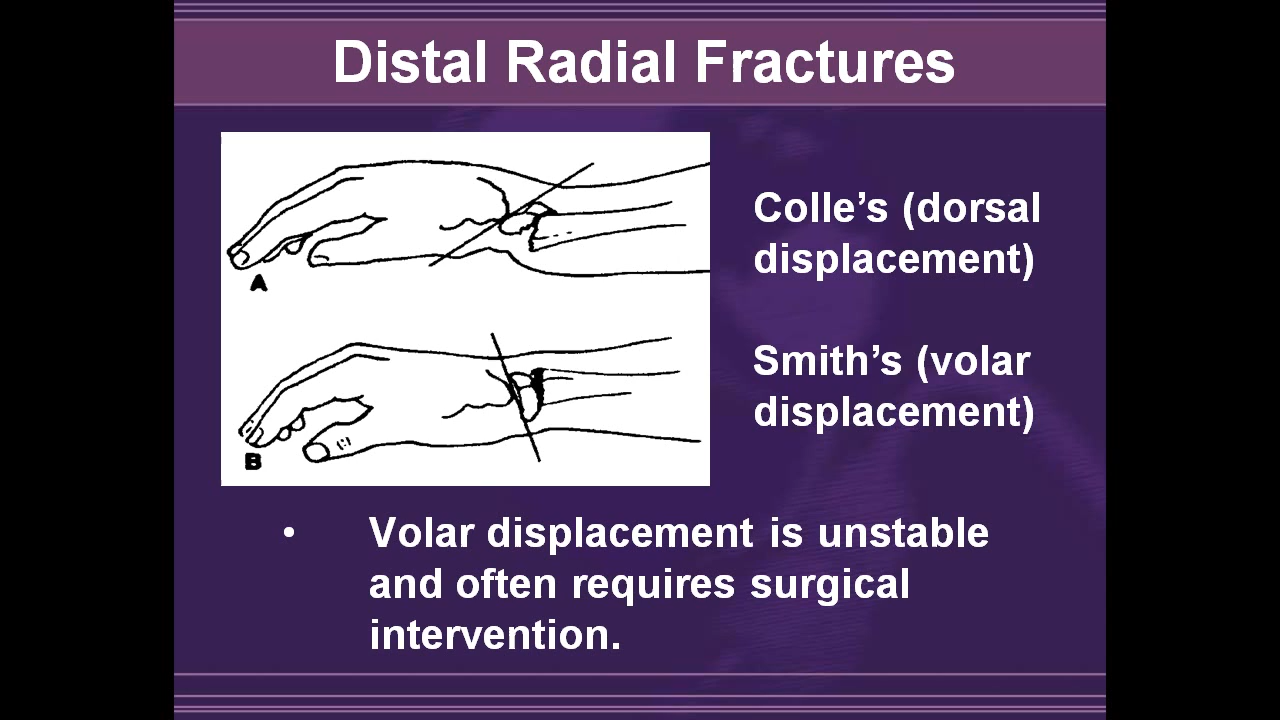 Distal Radial Fractures
A
Colle’s (dorsal
displacement)
B
Smith’s (volar
displacement)
• Volar displacement is unstable
and often requires surgical
intervention.